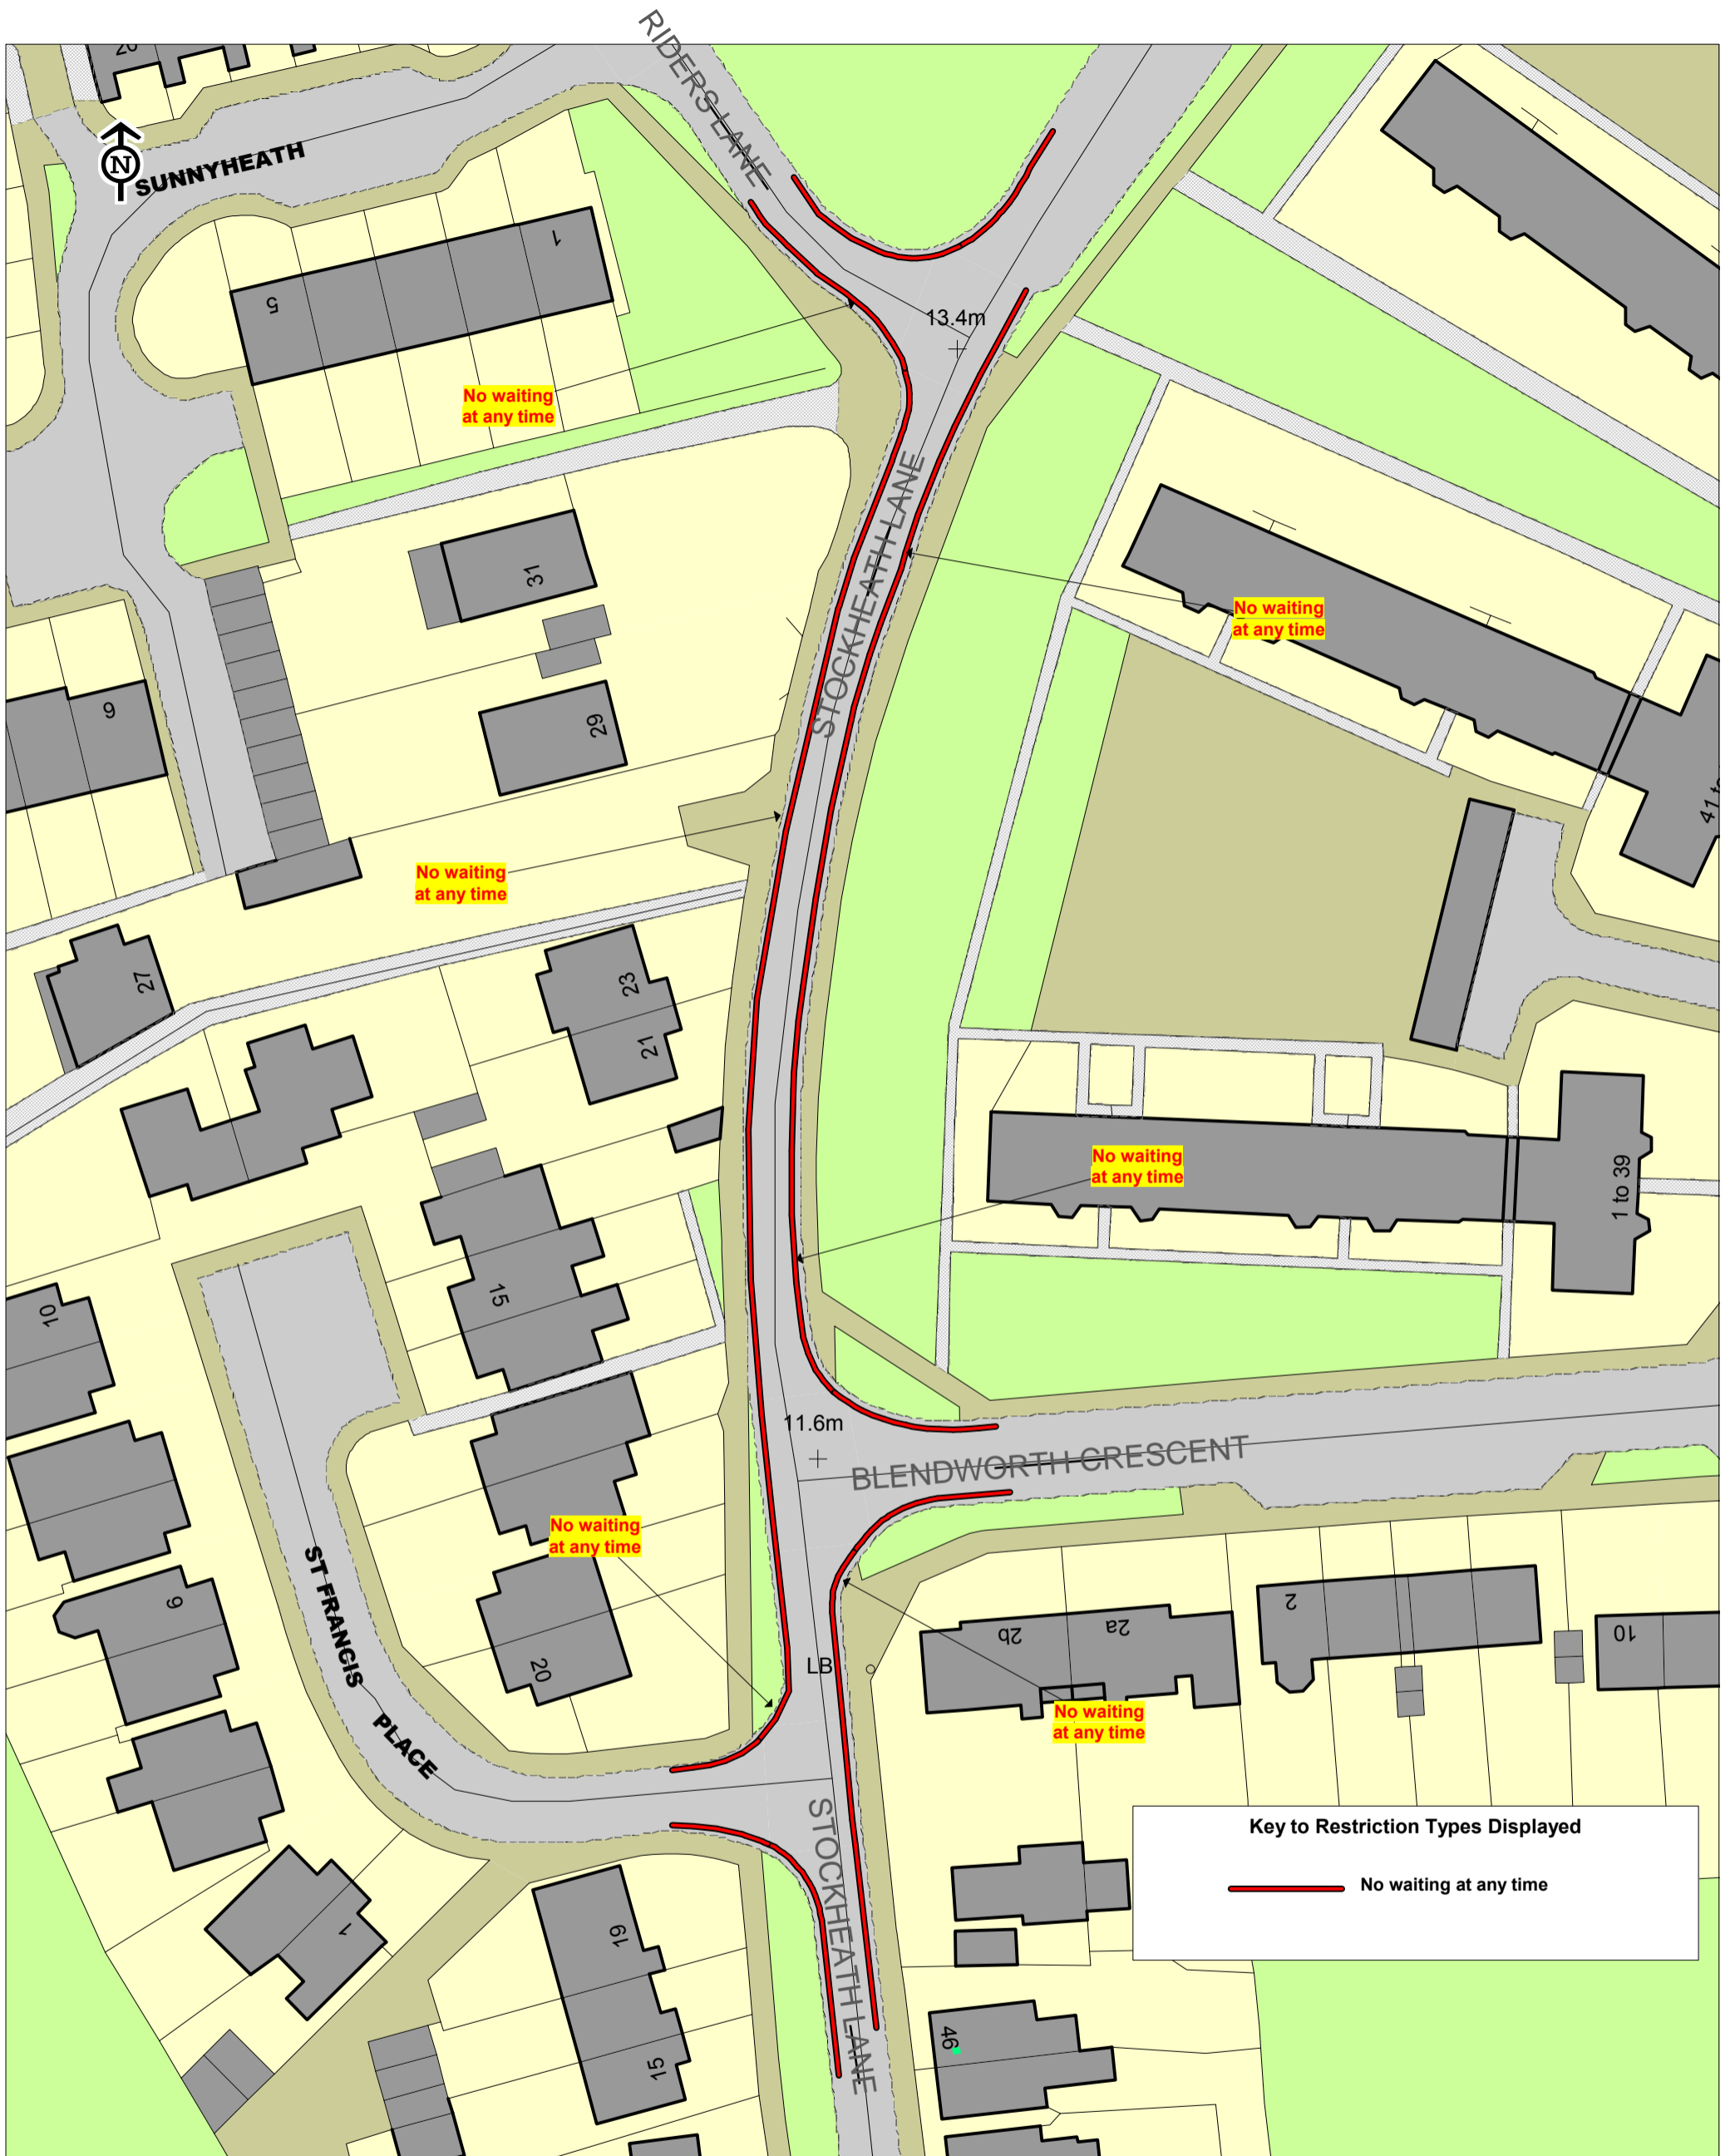 RIDERS LANE
20
N
SUNNYHEATH
1
5
13.4m
No waiting
at any time
STOCKHEATH LANE
31
No waiting
at any time
29
6
No waiting
at any time
27
23
21
No waiting
at any time
1 to 39
15
10
11.6m
BLENDWORTH CRESCENT
No waiting
at any time
ST FRANCIS PLACE
9
20
LB
2b
2a
2
10
No waiting
at any time
STOCKHEATH LANE
Key to Restriction Types Displayed
No waiting at any time
1
19
15
46